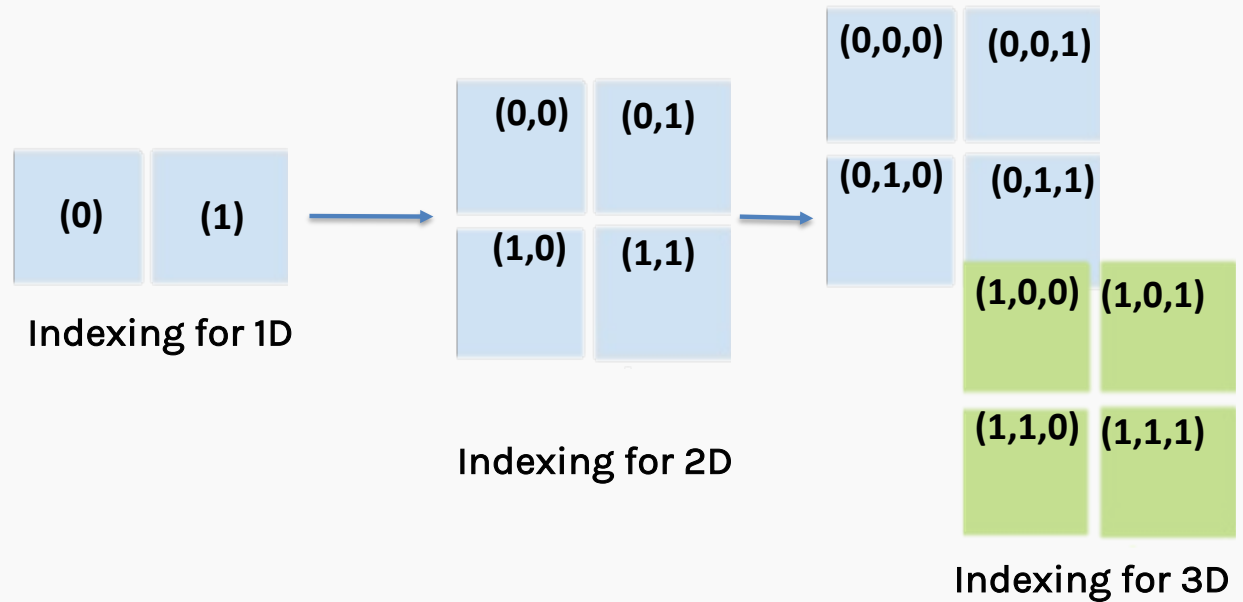 (0) (1)
Indexing for 1D
(0,0) (0,1)
(1,0) (1,1)
Indexing for 2D
(0,0,0) (0,0,1)
(0,1,0) (0,1,1)
(1,0,0) (1,0,1)
(1,1,0) (1,1,1)
Indexing for 3D